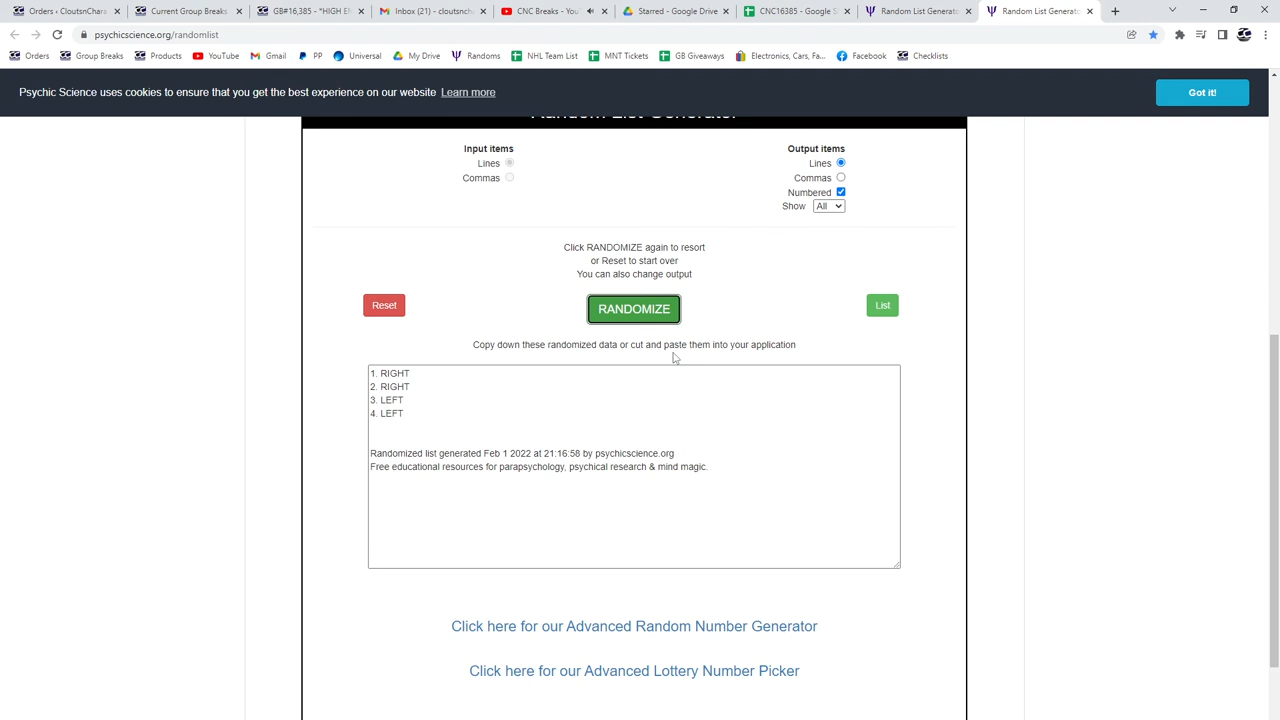 Orders ‹ CloutsnChara
Current Group Breaks
GB#16,385 - *HIGH EN
Inbox (21) - cloutsnchar
CNC Breaks - You
Starred - Google Drive
CNC16385 - Google S
Random List Generato
Random List Generato
psychicscience.org/randomlist
Orders
Group Breaks
Products
YouTube
Gmail
PP
Universal
My Drive
Randoms
NHL Team List
MNT Tickets
GB Giveaways
Electronics, Cars, Fa...
Facebook
Checklists
Psychic Science uses cookies to ensure that you get the best experience on our website Learn more
Got it!
Random List Generator
Input items
Output items
Lines
Lines
Commas
Commas
Numbered
Show All
Click RANDOMIZE again to resort
or Reset to start over
You can also change output
Reset
RANDOMIZE
List
Copy down these randomized data or cut and paste them into your application
1. RIGHT
2. RIGHT
3. LEFT
4. LEFT
Randomized list generated Feb 1 2022 at 21:16:58 by psychicscience.org
Free educational resources for parapsychology, psychical research & mind magic.
Click here for our Advanced Random Number Generator
Click here for our Advanced Lottery Number Picker